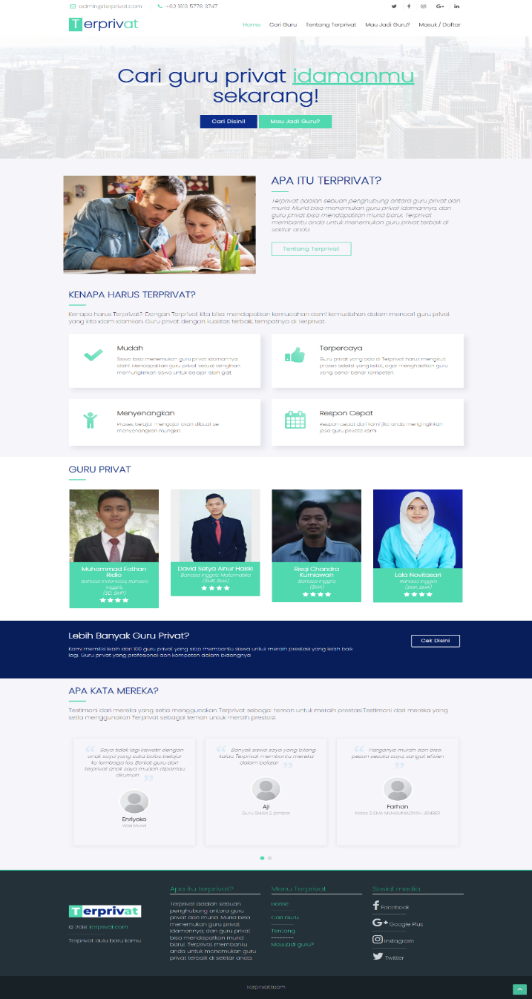 admin@terprivat.com
+62 1813 5778 3747
Terprivat
Home
Cari Guru
Tentang Terprivat
Mau Jadi Guru?
Masuk / Daftar
Cari guru privat idamanmu
sekarang!
Cari Disini!
Mau Jadi Guru?
APA ITU TERPRIVAT?
Terprivat adalah sebuah penghubung antara guru privat dan
murid. Murid bisa menemukan guru privat idamannya, dan
guru privat bisa mendapatkan murid baru!, Terprivat
membantu anda untuk menemukan guru privat terbaik di
sekitar anda.
Tentang Terprivat
KENAPA HARUS TERPRIVAT?
Kenapa harus Terprivat?! Dengan Terprivat kita bisa mendapatkan kemudahan demi kemudahan dalam mencari guru privat
yang kita idam idamkan. Guru privat dengan kualitas terbaik, tempatnya di Terprivat.
Mudah
Siswa bisa menemukan guru privat idamannya
disini. Mendapatkan guru privat sesuai keinginan
memungkinkan siswa untuk belajar lebih giat.
Terpercaya
Guru privat yang ada di Terprivat harus mengikuti
proses seleksi yang ketat, agar menghasilkan guru
yang benar benar kompeten.
Menyenangkan
Proses belajar mengajar akan dibuat se
menyenangkan mungkin.
Respon Cepat
Respon cepat dari kami jika anda menginginkan
jasa guru private kami
GURU PRIVAT
Muhammad Fathan
Ridlo
Bahasa Indonesia, Bahasa
Inggris
(SD, SMP)
David Setya Ainur Hakiki
Bahasa Inggris, Matematika
(SMP, SMA)
Risqi Chandra
Kurniawan
Bahasa Inggris
(SMA)
Lala Novitasari
Bahasa Inggris
(SMP, SMA)
Lebih Banyak Guru Privat?
Kami memiliki lebih dari 100 guru privat yang siap membantu siswa untuk meraih prestasi yang lebih baik
lagi. Guru privat yang profesional dan kompeten dalam bidangnya
Cek Disini
APA KATA MEREKA?
Testimoni dari mereka yang setia menggunakan Terprivat sebagai teman untuk meraih prestasi.Testimoni dari mereka yang
setia menggunakan Terprivat sebagai teman untuk meraih prestasi.
Saya tidak lagi kawatir dengan
anak saya yang suka bolos belajar
ke lembaga les. Berkat guru dari
terprivat anak saya mudah dipantau
dirumah
Enriyoko
Wali Murid
Banyak siswa saya yang bilang,
kalau Terprivat membantu mereka
dalam belajar
Aji
Guru SMAN 2 Jember
Harganya murah dan bisa
pesan sesuka saya, sangat efisien
Farhan
Kelas 3 SMA MUHAMMADIYAH JEMBER
Terprivat
© 2018 Terprivat.com
Terprivat dulu baru kamu
Apa itu terprivat?
Terprivat adalah sebuah
penghubung antara guru
privat dan murid. Murid bisa
menemukan guru privat
idamannya, dan guru privat
bisa mendapatkan murid
baru!, Terprivat membantu
anda untuk menemukan guru
privat terbaik di sekitar anda.
Menu Terprivat
Home
Cari Guru
Tentang
Mau jadi guru?
Sosial media
Facebook
Google Plus
Instagram
Twitter
Terprivat team